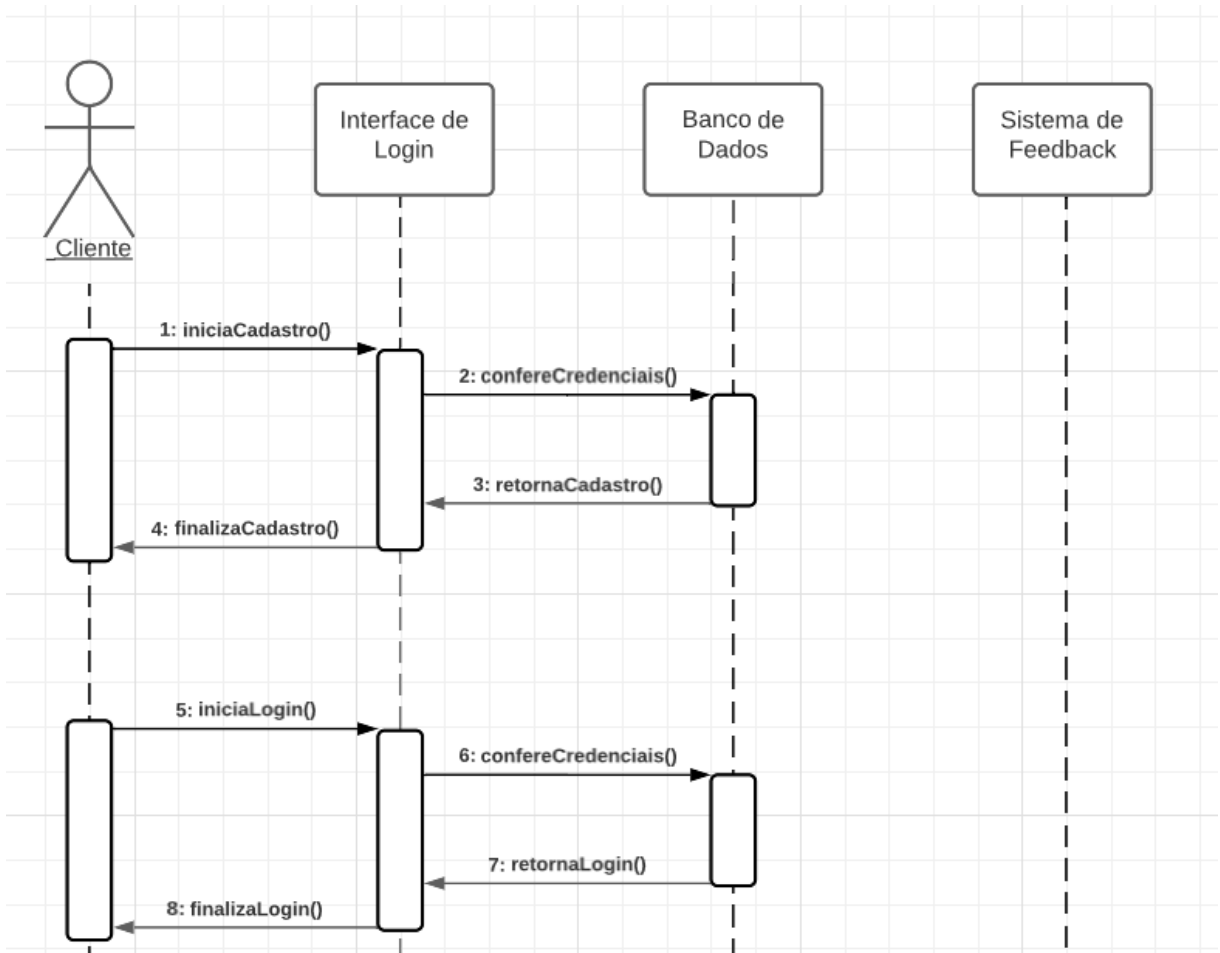 Interface de
Login
Banco de
Dados
Sistema de
Feedback
Cliente
1: iniciaCadastro()
2: confereCredenciais()
3: retornaCadastro()
4: finalizaCadastro()
5: iniciaLogin()
6: confereCredenciais()
7: retornaLogin()
8: finalizaLogin()